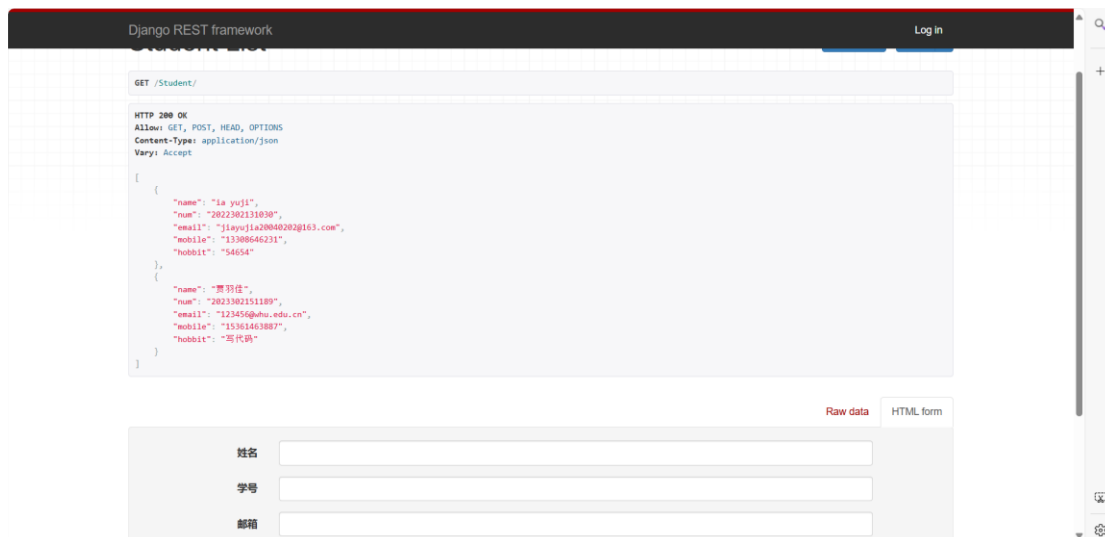 Django REST framework
Log in
Student List
GET /Student/
HTTP 200 OK
Allow: GET, POST, HEAD, OPTIONS
Content-Type: application/json
Vary: Accept
[
{
"name": "ia yuji",
"num": "2022302131030",
"email": "jiayujia20040202@163.com",
"mobile": "13308646231",
"hobbit": "54654"
},
{
"name": "贾羽佳",
"num": "2023302151189",
"email": "123456@whu.edu.cn",
"mobile": "15361463887",
"hobbit": "写代码"
}
]
Raw data
HTML form
姓名
学号
邮箱